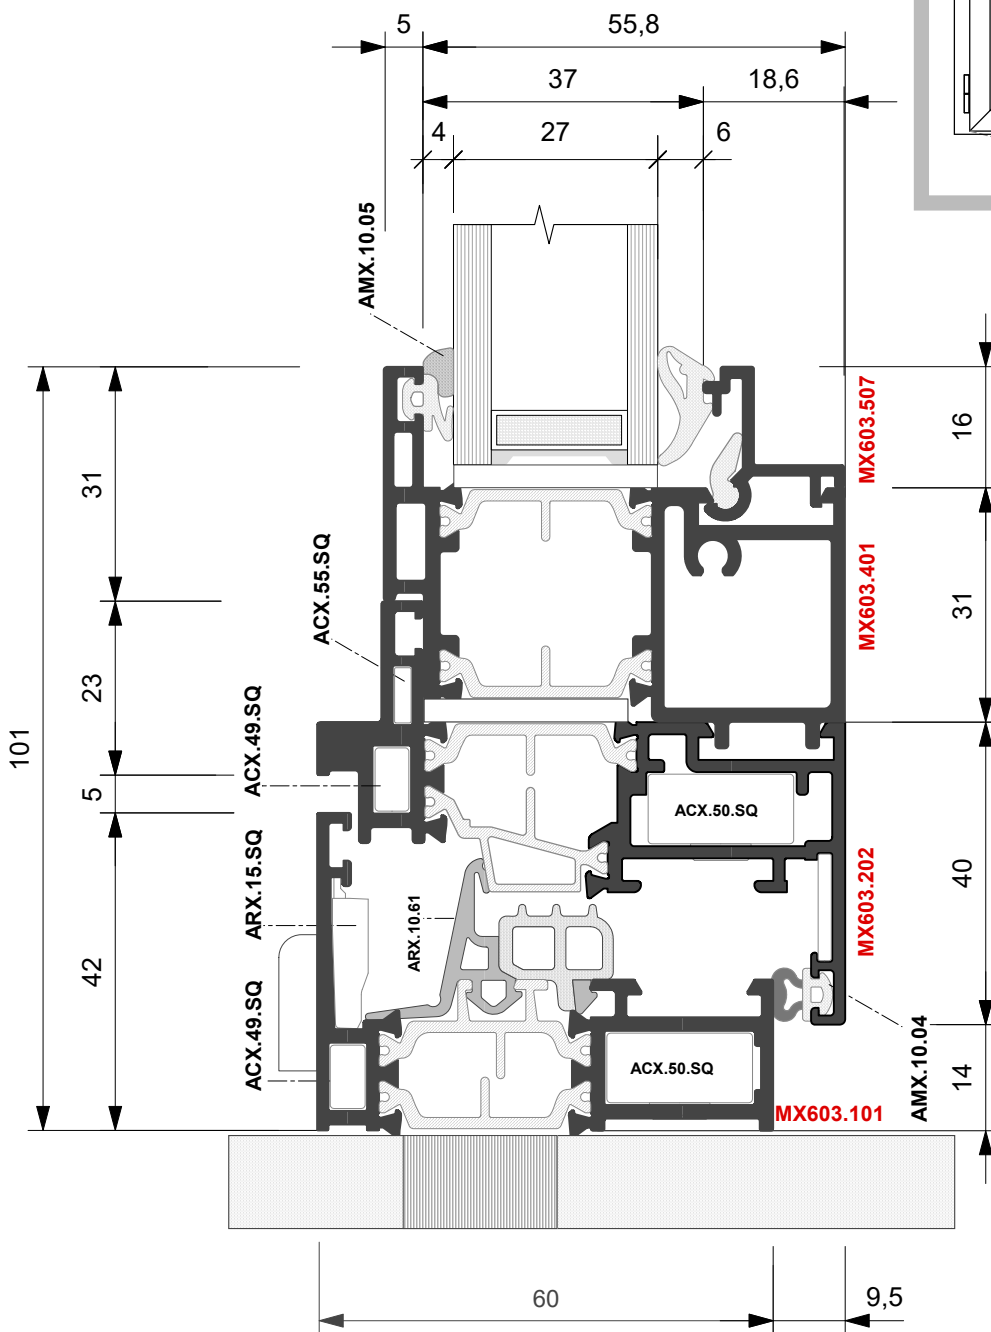 5
55,8
37
18,6
4
27
6
AMX.10.05
MX603.507
16
31
ACX.55.SQ
MX603.401
31
23
101
ACX.49.SQ
5
ACX.50.SQ
ARX.15.SQ
ARX.10.61
MX603.202
40
42
ACX.49.SQ
AMX.10.04
ACX.50.SQ
14
MX603.101
60
9,5